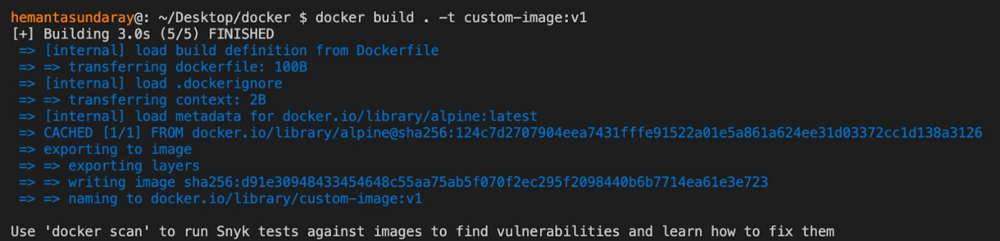 hemantasundaray@: ~/Desktop/docker $ docker build . -t custom-image:v1
[+] Building 3.0s (5/5) FINISHED
=> [internal] load build definition from Dockerfile
=> => transferring dockerfile: 100B
=> [internal] load .dockerignore
=> => transferring context: 2B
=> [internal] load metadata for docker.io/library/alpine:latest
=> CACHED [1/1] FROM docker.io/library/alpine@sha256:124c7d2707904eea7431fffe91522a01e5a861a624ee31d03372cc1d138a3126
=> exporting to image
=> => exporting layers
=> => writing image sha256:d91e30948433454648c55aa75ab5f070f2ec295f2098440b6b7714ea61e3e723
=> => naming to docker.io/library/custom-image:v1
Use 'docker scan' to run Snyk tests against images to find vulnerabilities and learn how to fix them